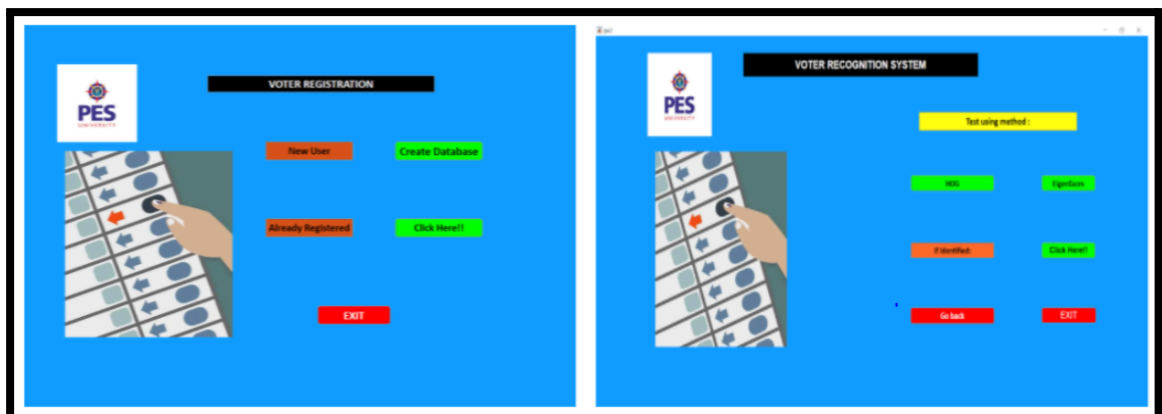 VOTER REGISTRATION
PES
UNIVERSITY
New User
Create Database
Already Registered
Click Here!!
EXIT
VOTER RECOGNITION SYSTEM
PES
UNIVERSITY
Test using method :
HOG
Eigenfaces
If Identified:
Click Here!!
Go back
EXIT